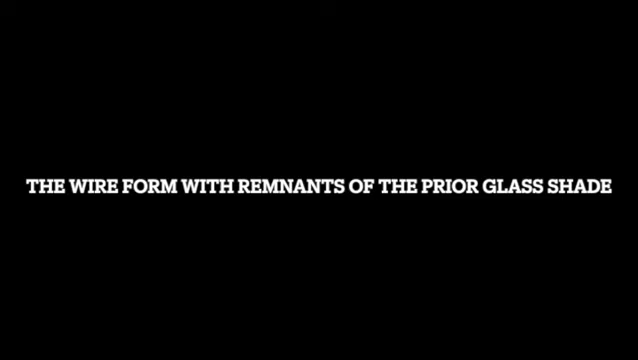 THE WIRE FORM WITH REMNANTS OF THE PRIOR GLASS SHADE